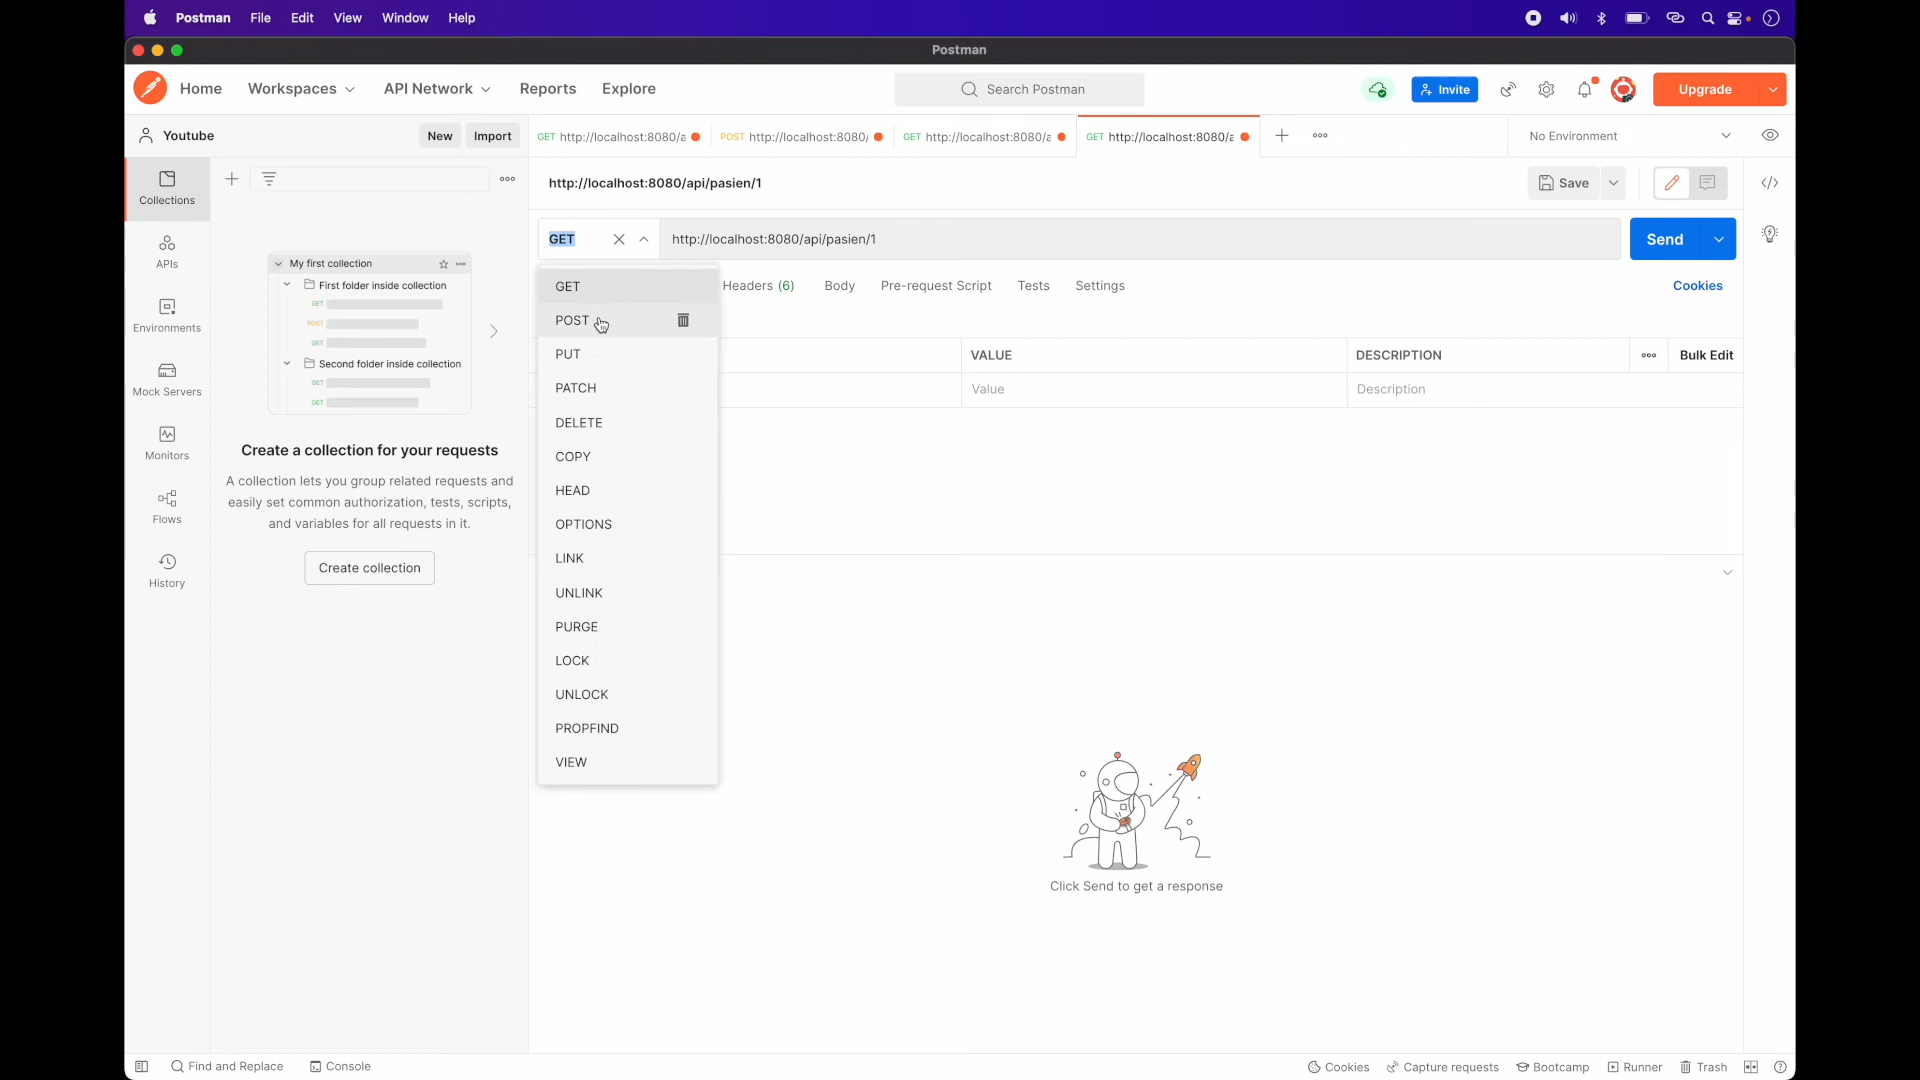 Postman File Edit View Window Help
Postman
Home Workspaces API Network Reports Explore
Search Postman
Invite
Upgrade
Youtube
New Import
GET http://localhost:8080/a
POST http://localhost:8080/
GET http://localhost:8080/a
GET http://localhost:8080/a
No Environment
Collections
APIs
Environments
Mock Servers
Monitors
Flows
History
My first collection
First folder inside collection
GET
POST
GET
Second folder inside collection
GET
GET
Create a collection for your requests
A collection lets you group related requests and
easily set common authorization, tests, scripts,
and variables for all requests in it.
Create collection
http://localhost:8080/api/pasien/1
Save
GET
http://localhost:8080/api/pasien/1
Send
Headers (6) Body Pre-request Script Tests Settings
Cookies
GET
POST
PUT
PATCH
DELETE
COPY
HEAD
OPTIONS
LINK
UNLINK
PURGE
LOCK
UNLOCK
PROPFIND
VIEW
VALUE DESCRIPTION Bulk Edit
Value Description
Click Send to get a response
Find and Replace Console
Cookies Capture requests Bootcamp Runner Trash